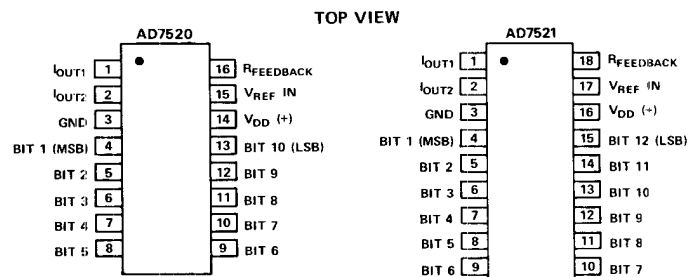 TOP VIEW
AD7520
IOUT1 1 16 RFEEDBACK
IOUT2 2 15 VREF IN
GND 3 14 VDD (+)
BIT 1 (MSB) 4 13 BIT 10 (LSB)
BIT 2 5 12 BIT 9
BIT 3 6 11 BIT 8
BIT 4 7 10 BIT 7
BIT 5 8 9 BIT 6
AD7521
IOUT1 1 18 RFEEDBACK
IOUT2 2 17 VREF IN
GND 3 16 VDD (+)
BIT 1 (MSB) 4 15 BIT 12 (LSB)
BIT 2 5 14 BIT 11
BIT 3 6 13 BIT 10
BIT 4 7 12 BIT 9
BIT 5 8 11 BIT 8
BIT 6 9 10 BIT 7